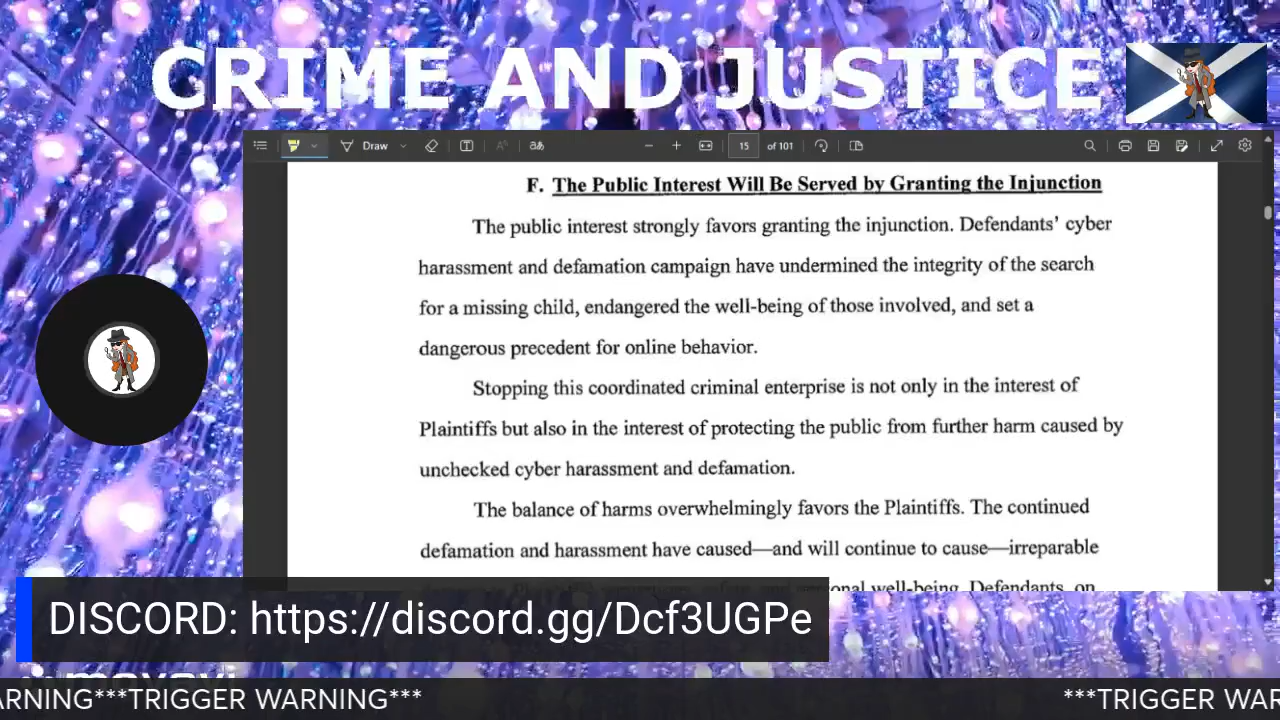 CRIME AND JUSTICE
Draw
15 of 101
F. The Public Interest Will Be Served by Granting the Injunction
The public interest strongly favors granting the injunction. Defendants' cyber
harassment and defamation campaign have undermined the integrity of the search
for a missing child, endangered the well-being of those involved, and set a
dangerous precedent for online behavior.
Stopping this coordinated criminal enterprise is not only in the interest of
Plaintiffs but also in the interest of protecting the public from further harm caused by
unchecked cyber harassment and defamation.
The balance of harms overwhelmingly favors the Plaintiffs. The continued
defamation and harassment have caused—and will continue to cause—irreparable
well-being. Defendants, on
DISCORD: https://discord.gg/Dcf3UGPe
ARNING***TRIGGER WARNING*** ***TRIGGER WAR